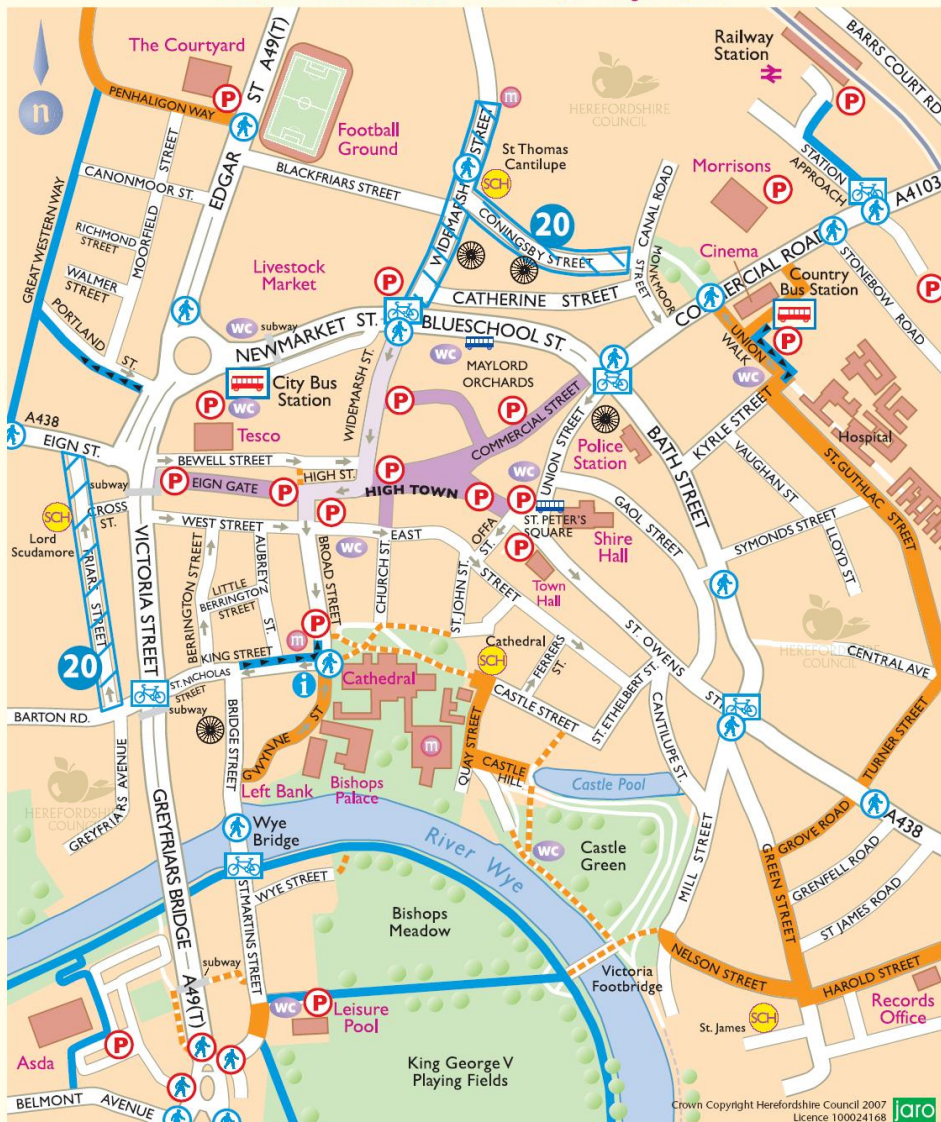 The Courtyard
P
PENHALIGON WAY
EDGAR ST A49(T)
n
Football
Ground
m
HEREFORDSHIRE
COUNCIL
Railway
Station
BARRS COURT RD
P
STATION
APPROACH
A4103
St Thomas
Cantilupe
SCH
Morrisons
P
CANONMOOR ST.
MOORFIELD STREET
BLACKFRIARS STREET
WIDEMARSH STREET
CONINGSBY STREET
20
CANAL ROAD
MONKMOOR STREET
COMMERCIAL ROAD
Cinema
Country
Bus Station
P
STONEBOW ROAD
P
GREAT WESTERN WAY
RICHMOND
STREET
WALMER
STREET
PORTLAND ST.
Livestock
Market
P
CATHERINE STREET
UNION WALK
WC
WC
subway
NEWMARKET ST.
BLUESCHOOL ST.
WC
MAYLORD
ORCHARDS
City Bus
Station
P
WC
Tesco
WIDEMARSH ST.
P
P
COMMERCIAL STREET
UNION STREET
Police
Station
BATH STREET
KYRLE STREET
Hospital
VAUGHAN ST
ST. GUTHLAC STREET
A438
EIGN ST.
BEWELL STREET
HIGH ST.
P
EIGN GATE
P
P
HIGH TOWN
P
WC
P
ST. PETER'S
SQUARE
Shire
Hall
GAOL STREET
SYMONDS STREET
LLOYD ST
subway
CROSS
ST.
SCH
Lord
Scudamore
FRIARS STREET
20
VICTORIA STREET
WEST STREET
P
WC
EAST STREET
OFFA ST.
P
Town
Hall
BERRINGTON STREET
LITTLE
BERRINGTON
STREET
AUBREY ST.
BROAD STREET
CHURCH ST.
ST. JOHN ST.
P
m
KING STREET
ST. NICHOLAS
STREET
subway
i
Cathedral
Cathedral
SCH
FERRERS ST.
CASTLE STREET
ST. ETHELBERT ST.
ST. OWENS STREET
CANTILUPE ST.
HEREFORDSHIRE
COUNCIL
CENTRAL AVE
TURNER STREET
BARTON RD.
BRIDGE STREET
GWYNNE ST
Left Bank
Bishops
Palace
m
QUAY STREET
CASTLE
HILL
Castle Pool
HEREFORDSHIRE
COUNCIL
GREYFRIARS AVENUE
GREYFRIARS BRIDGE
A49(T)
Wye
Bridge
River Wye
WC
Castle
Green
MILL STREET
GREEN STREET
GROVE ROAD
A438
GRENFELL ROAD
ST JAMES ROAD
WYE STREET
ST.MARTINS STREET
Bishops
Meadow
subway
Victoria
Footbridge
NELSON STREET
HAROLD STREET
Records
Office
SCH
St. James
Asda
P
P
P
P
WC
P
Leisure
Pool
King George V
Playing Fields
BELMONT AVENUE
Crown Copyright Herefordshire Council 2007
Licence 100024168
jaro